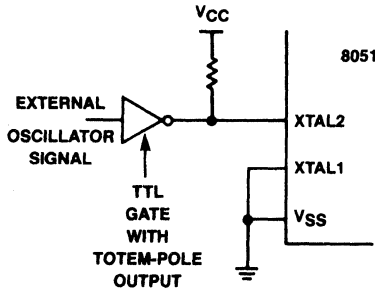 VCC
8051
EXTERNAL
OSCILLATOR
SIGNAL
XTAL2
XTAL1
VSS
TTL
GATE
WITH
TOTEM-POLE
OUTPUT